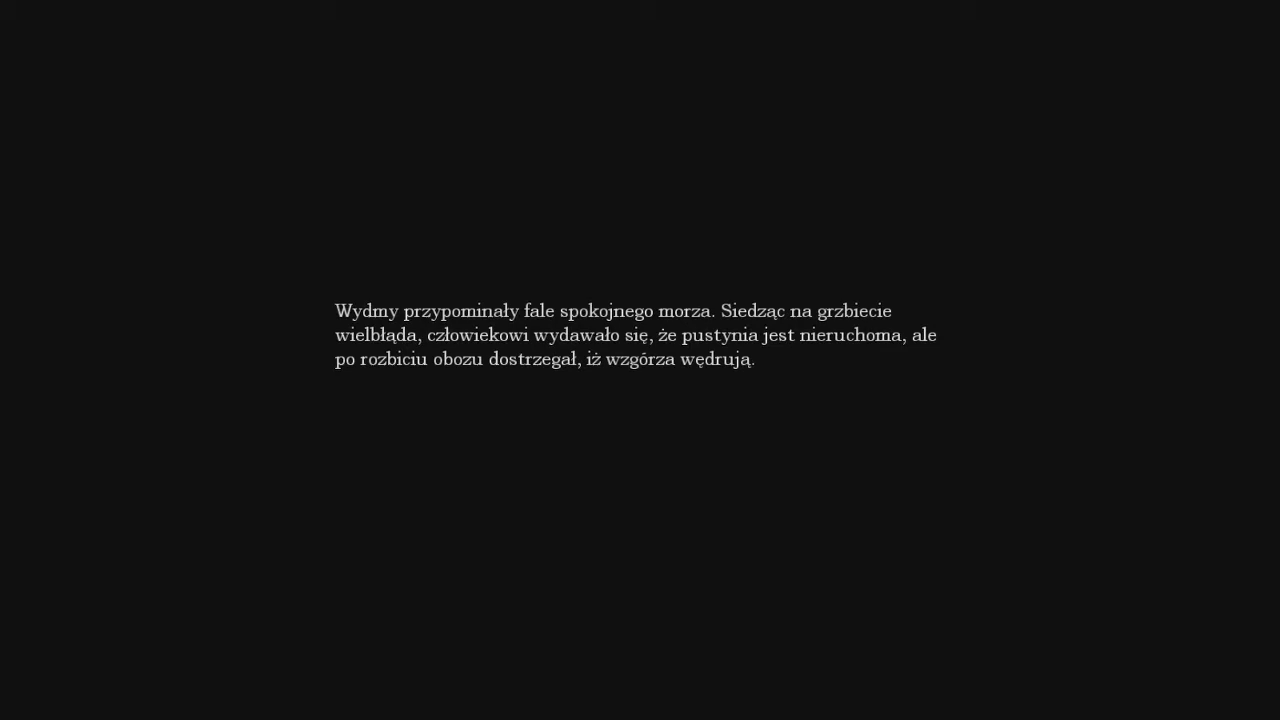 Wydmy przypominały fale spokojnego morza. Siedząc na grzbiecie
wielbłąda, człowiekowi wydawało się, że pustynia jest nieruchoma, ale
po rozbiciu obozu dostrzegał, iż wzgórza wędrują.